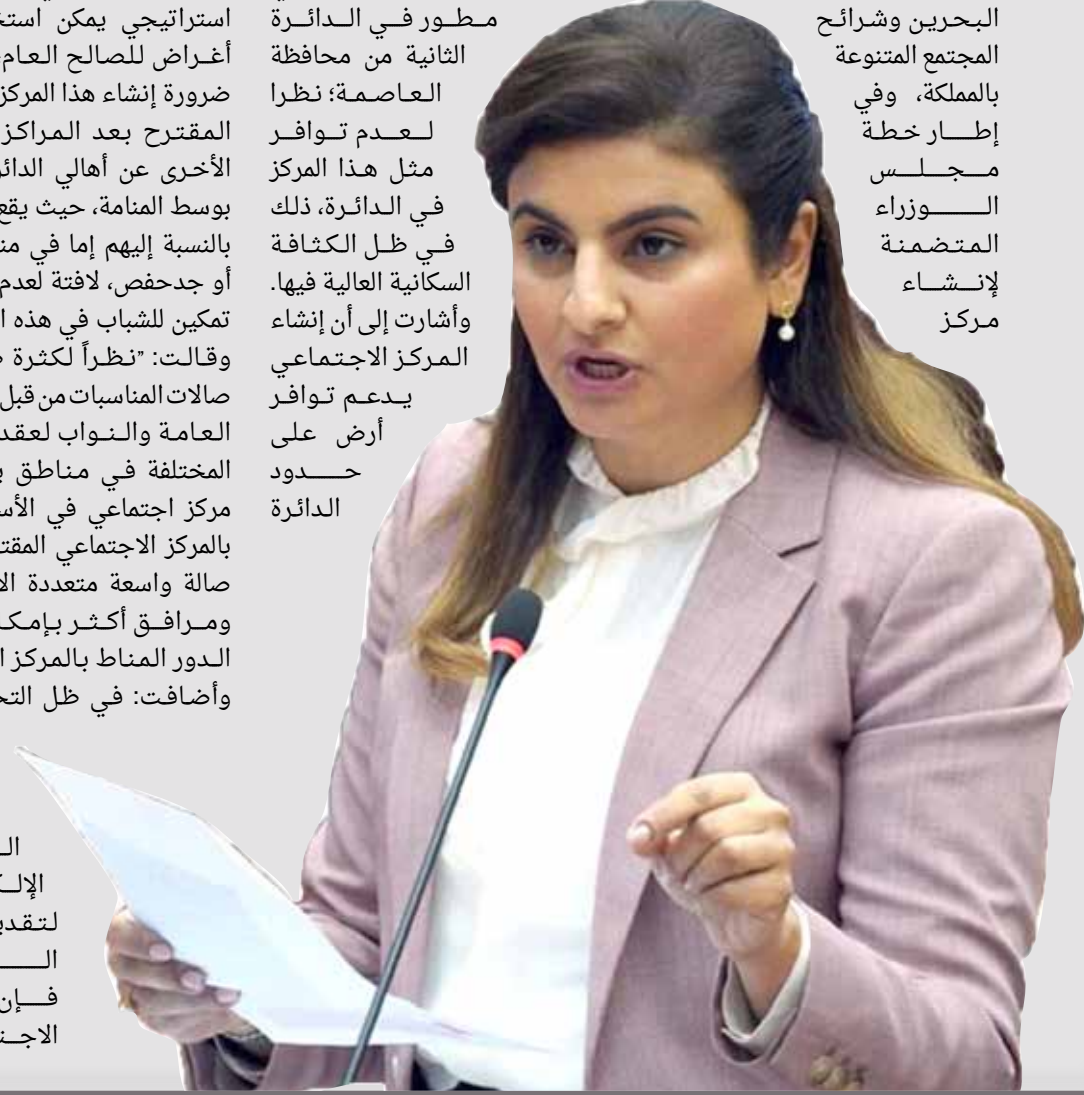 البحرين وشرائح
المجتمع المتنوعة
بالمملكة، وفي
إطار خطة
مجلس
الوزراء
المتضمنة
لإنشاء
مركز
مطور في الدائرة
الثانية من محافظة
العاصمة؛ نظرا
لعدم توافر
مثل هذا المركز
في الدائرة، ذلك
في ظل الكثافة
السكانية العالية فيها.
وأشارت إلى أن إنشاء
المركز الاجتماعي
يدعم توافر
أرض على
حدود
الدائرة
استراتيجي يمكن
أغراض للصالح العام
ضرورة إنشاء هذا المركز
المقترح بعد المراكز
الأخرى عن أهالي
بوسط المنامة، حيث يقع
بالنسبة إليهم إما في
أو جدحفص، لافتة لعدم
تمكين للشباب في هذه
وقالت: "نظراً لكثرة
صالات المناسبات من قبل
العامة والنواب لعقد
المختلفة في مناطق
مركز اجتماعي في
بالمركز الاجتماعي
صالة واسعة متعددة
ومرافق أكثر
الدور المناط بالمركز
وأضافت: في ظل
فإن